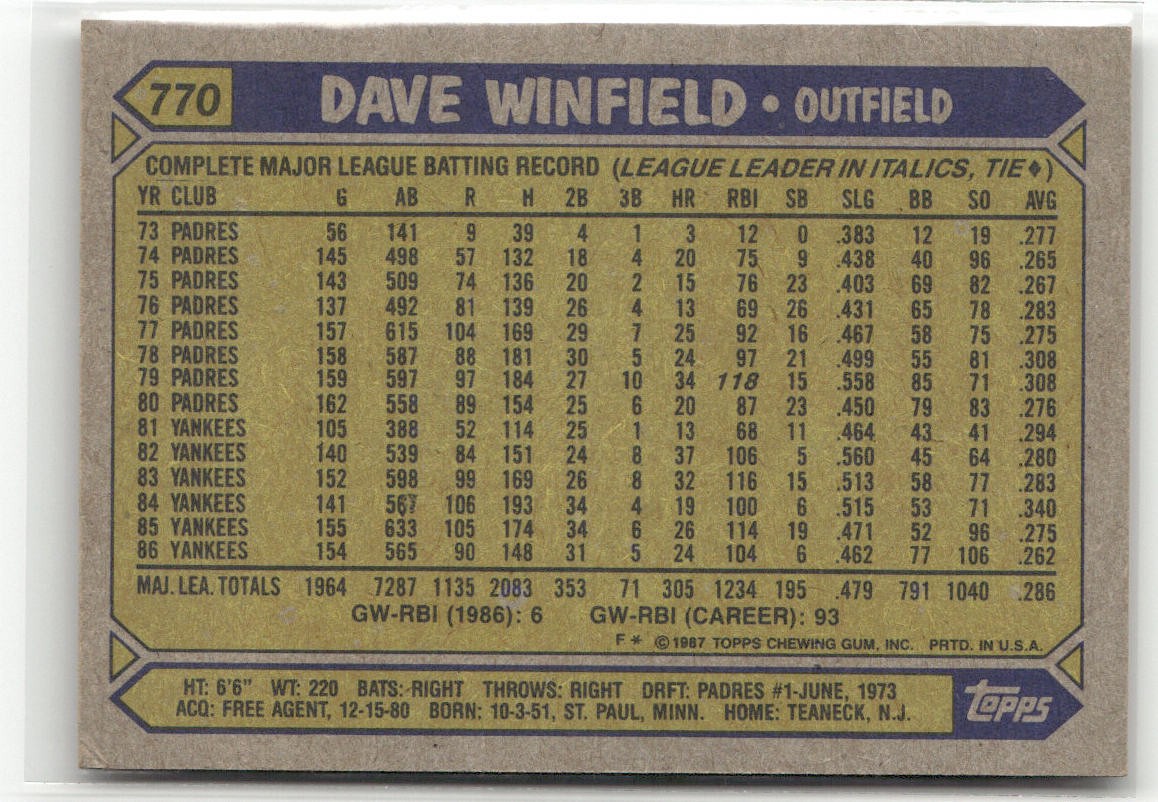 770 DAVE WINFIELD • OUTFIELD
COMPLETE MAJOR LEAGUE BATTING RECORD (LEAGUE LEADER IN ITALICS, TIE♦)
YR CLUB G AB R H 2B 3B HR RBI SB SLG BB SO AVG
73 PADRES 56 141 9 39 4 1 3 12 0 .383 12 19 .277
74 PADRES 145 498 57 132 18 4 20 75 9 .438 40 96 .265
75 PADRES 143 509 74 136 20 2 15 76 23 .403 69 82 .267
76 PADRES 137 492 81 139 26 4 13 69 26 .431 65 78 .283
77 PADRES 157 615 104 169 29 7 25 92 16 .467 58 75 .275
78 PADRES 158 587 88 181 30 5 24 97 21 .499 55 81 .308
79 PADRES 159 597 97 184 27 10 34 118 15 .558 85 71 .308
80 PADRES 162 558 89 154 25 6 20 87 23 .450 79 83 .276
81 YANKEES 105 388 52 114 25 1 13 68 11 .464 43 41 .294
82 YANKEES 140 539 84 151 24 8 37 106 5 .560 45 64 .280
83 YANKEES 152 598 99 169 26 8 32 116 15 .513 58 77 .283
84 YANKEES 141 567 106 193 34 4 19 100 6 .515 53 71 .340
85 YANKEES 155 633 105 174 34 6 26 114 19 .471 52 96 .275
86 YANKEES 154 565 90 148 31 5 24 104 6 .462 77 106 .262
MAJ. LEA. TOTALS 1964 7287 1135 2083 353 71 305 1234 195 .479 791 1040 .286
GW-RBI (1986): 6 GW-RBI (CAREER): 93
F* ©1987 TOPPS CHEWING GUM, INC. PRTD. IN U.S.A.
HT: 6'6" WT: 220 BATS: RIGHT THROWS: RIGHT DRFT: PADRES #1-JUNE, 1973
ACQ: FREE AGENT, 12-15-80 BORN: 10-3-51, ST. PAUL, MINN. HOME: TEANECK, N.J.
topps